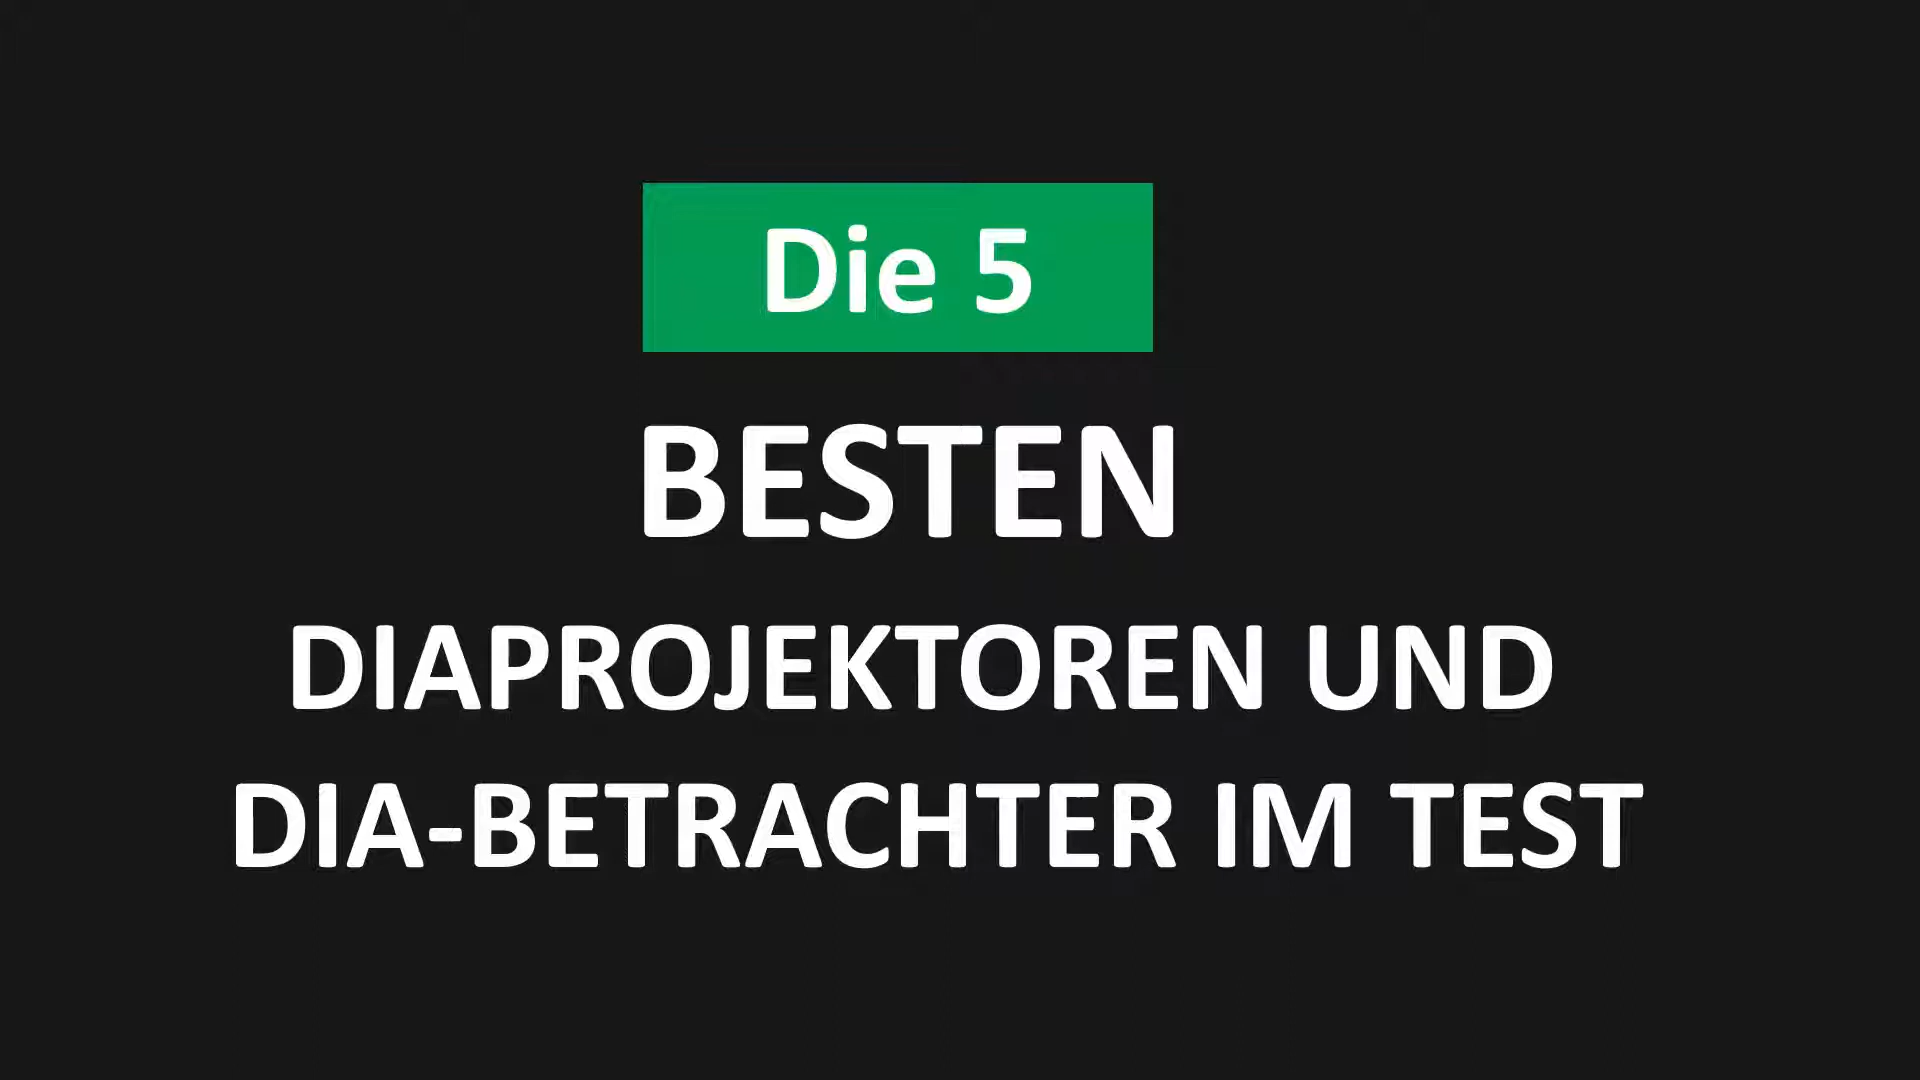 Die 5
BESTEN
DIAPROJEKTOREN UND
DIA-BETRACHTER IM TEST